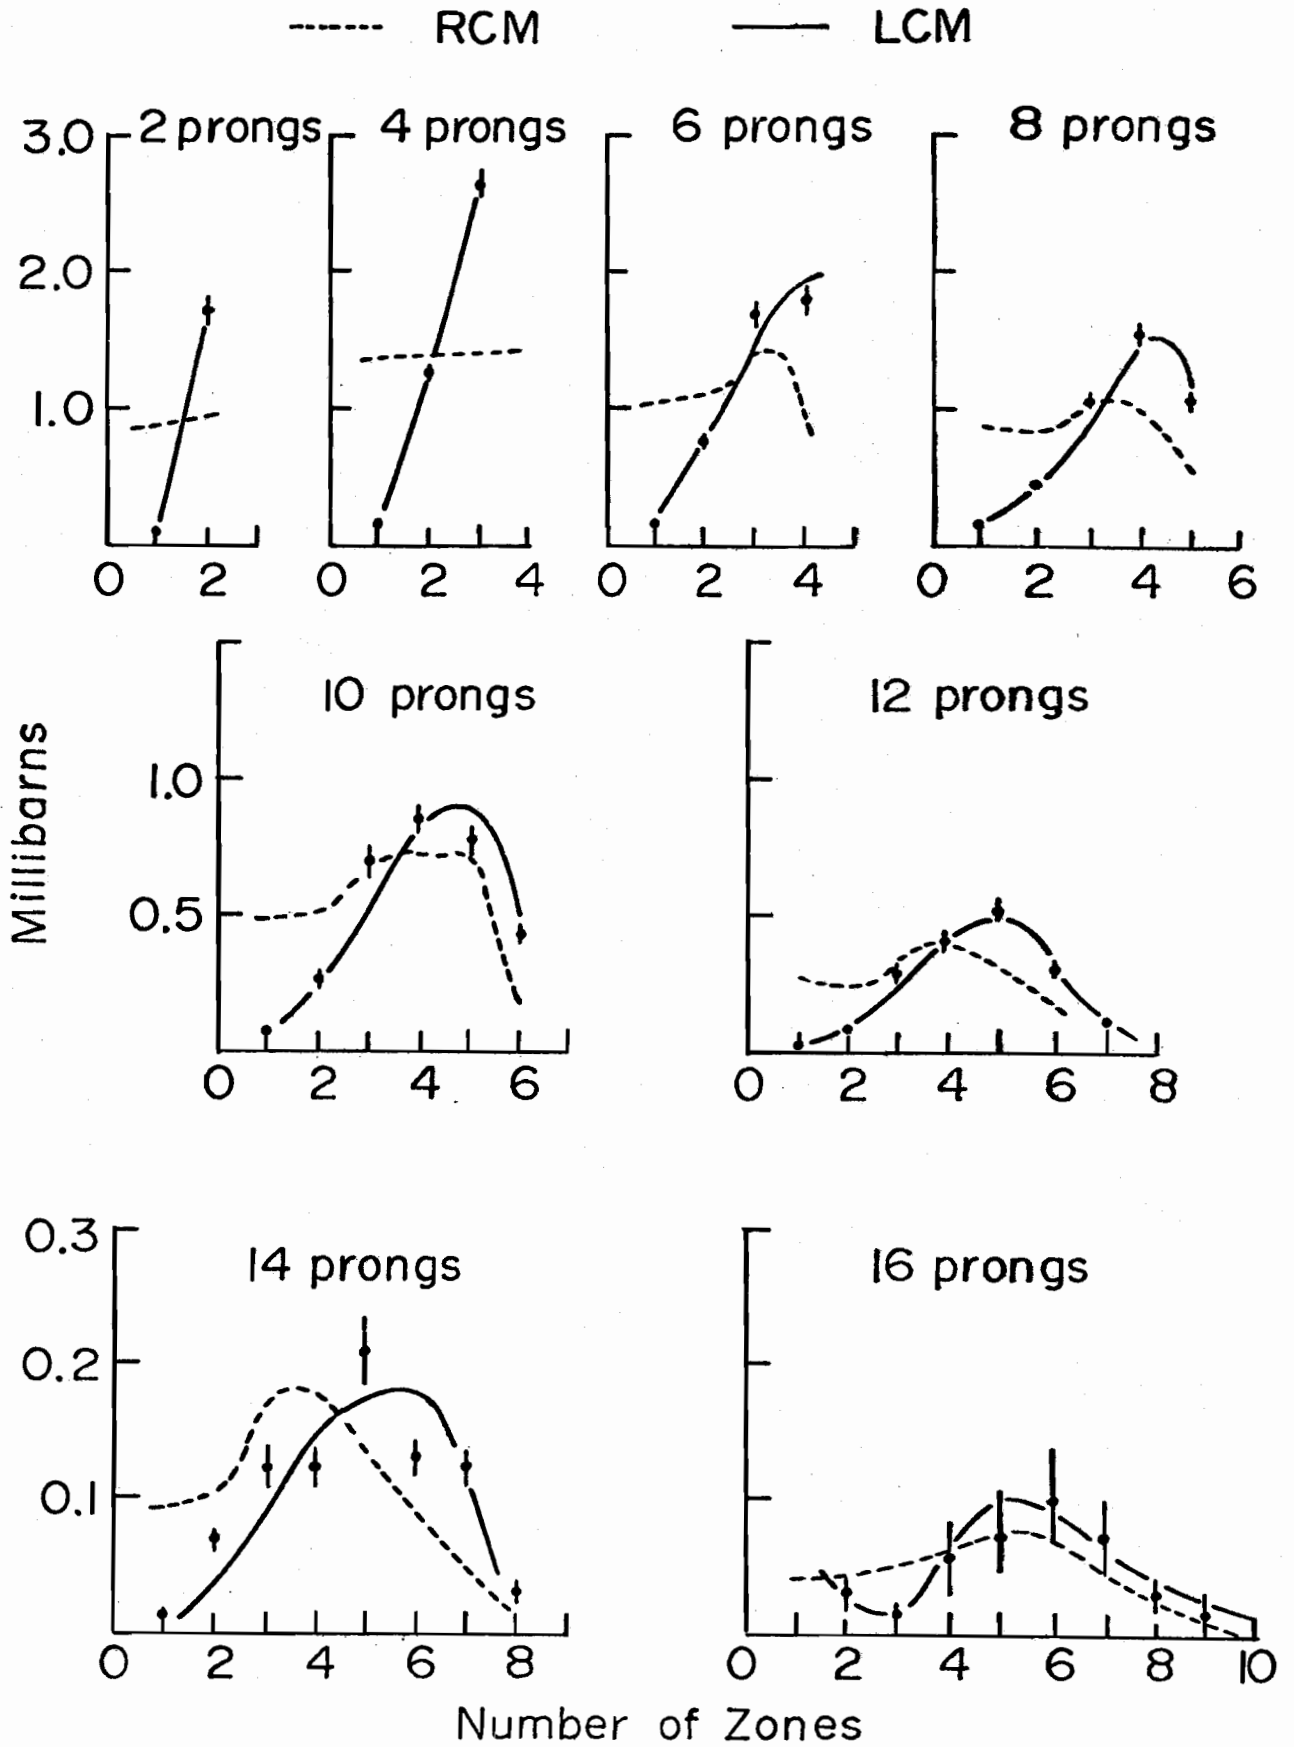 RCM LCM
2 prongs 4 prongs 6 prongs 8 prongs
3.0
2.0
1.0
0 2 0 2 4 0 2 4 0 2 4 6
10 prongs 12 prongs
Millibarns
1.0
0.5
0 2 4 6 0 2 4 6 8
14 prongs 16 prongs
0.3
0.2
0.1
0 2 4 6 8 0 2 4 6 8 10
Number of Zones